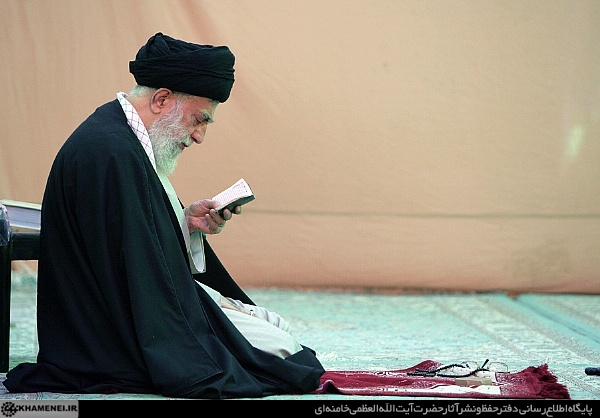 KHAMENEI.IR
پایگاه اطلاع رسانی دفتر حفظ و نشر آثار حضرت آیت الله العظمی خامنه‌ای